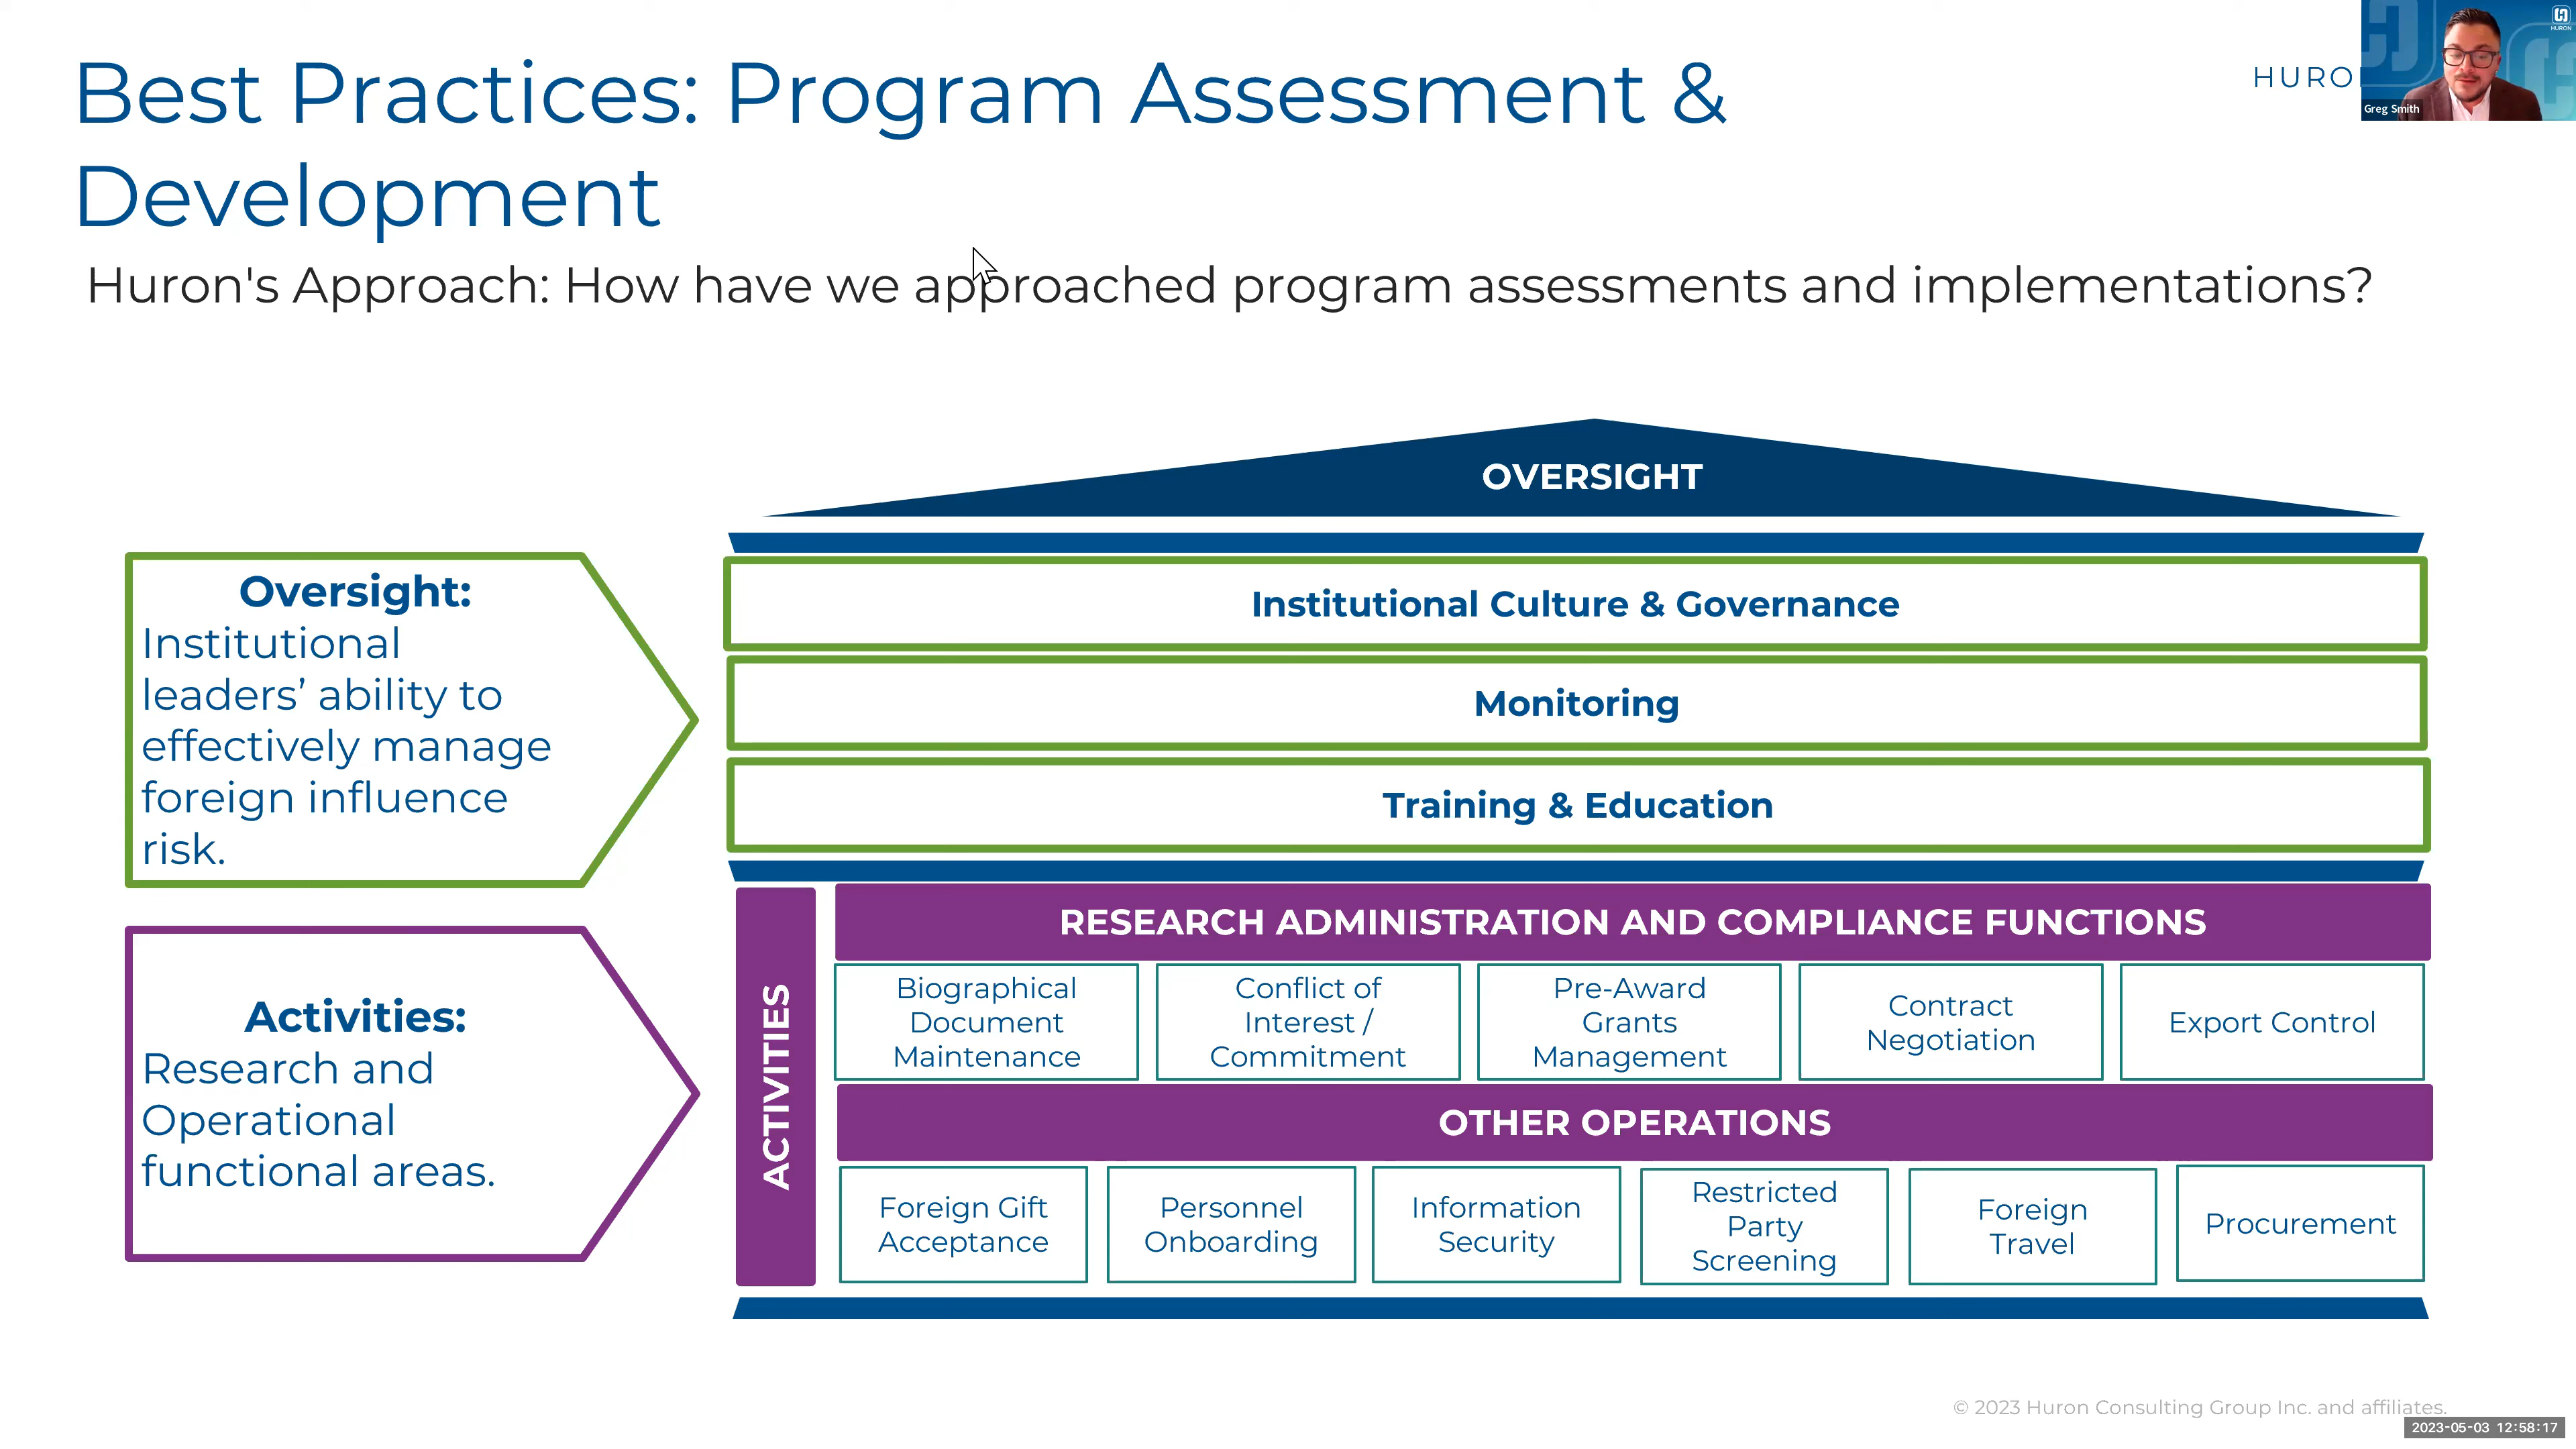 Best Practices: Program Assessment &
Development
HURO
HURON
Greg Smith
Huron's Approach: How have we approached program assessments and implementations?
OVERSIGHT
Oversight:
Institutional
leaders’ ability to
effectively manage
foreign influence
risk.
Institutional Culture & Governance
Monitoring
Training & Education
Activities:
Research and
Operational
functional areas.
ACTIVITIES
RESEARCH ADMINISTRATION AND COMPLIANCE FUNCTIONS
Biographical
Document
Maintenance
Conflict of
Interest /
Commitment
Pre-Award
Grants
Management
Contract
Negotiation
Export Control
OTHER OPERATIONS
Foreign Gift
Acceptance
Personnel
Onboarding
Information
Security
Restricted
Party
Screening
Foreign
Travel
Procurement
© 2023 Huron Consulting Group Inc. and affiliates.
2023-05-03 12:58:17